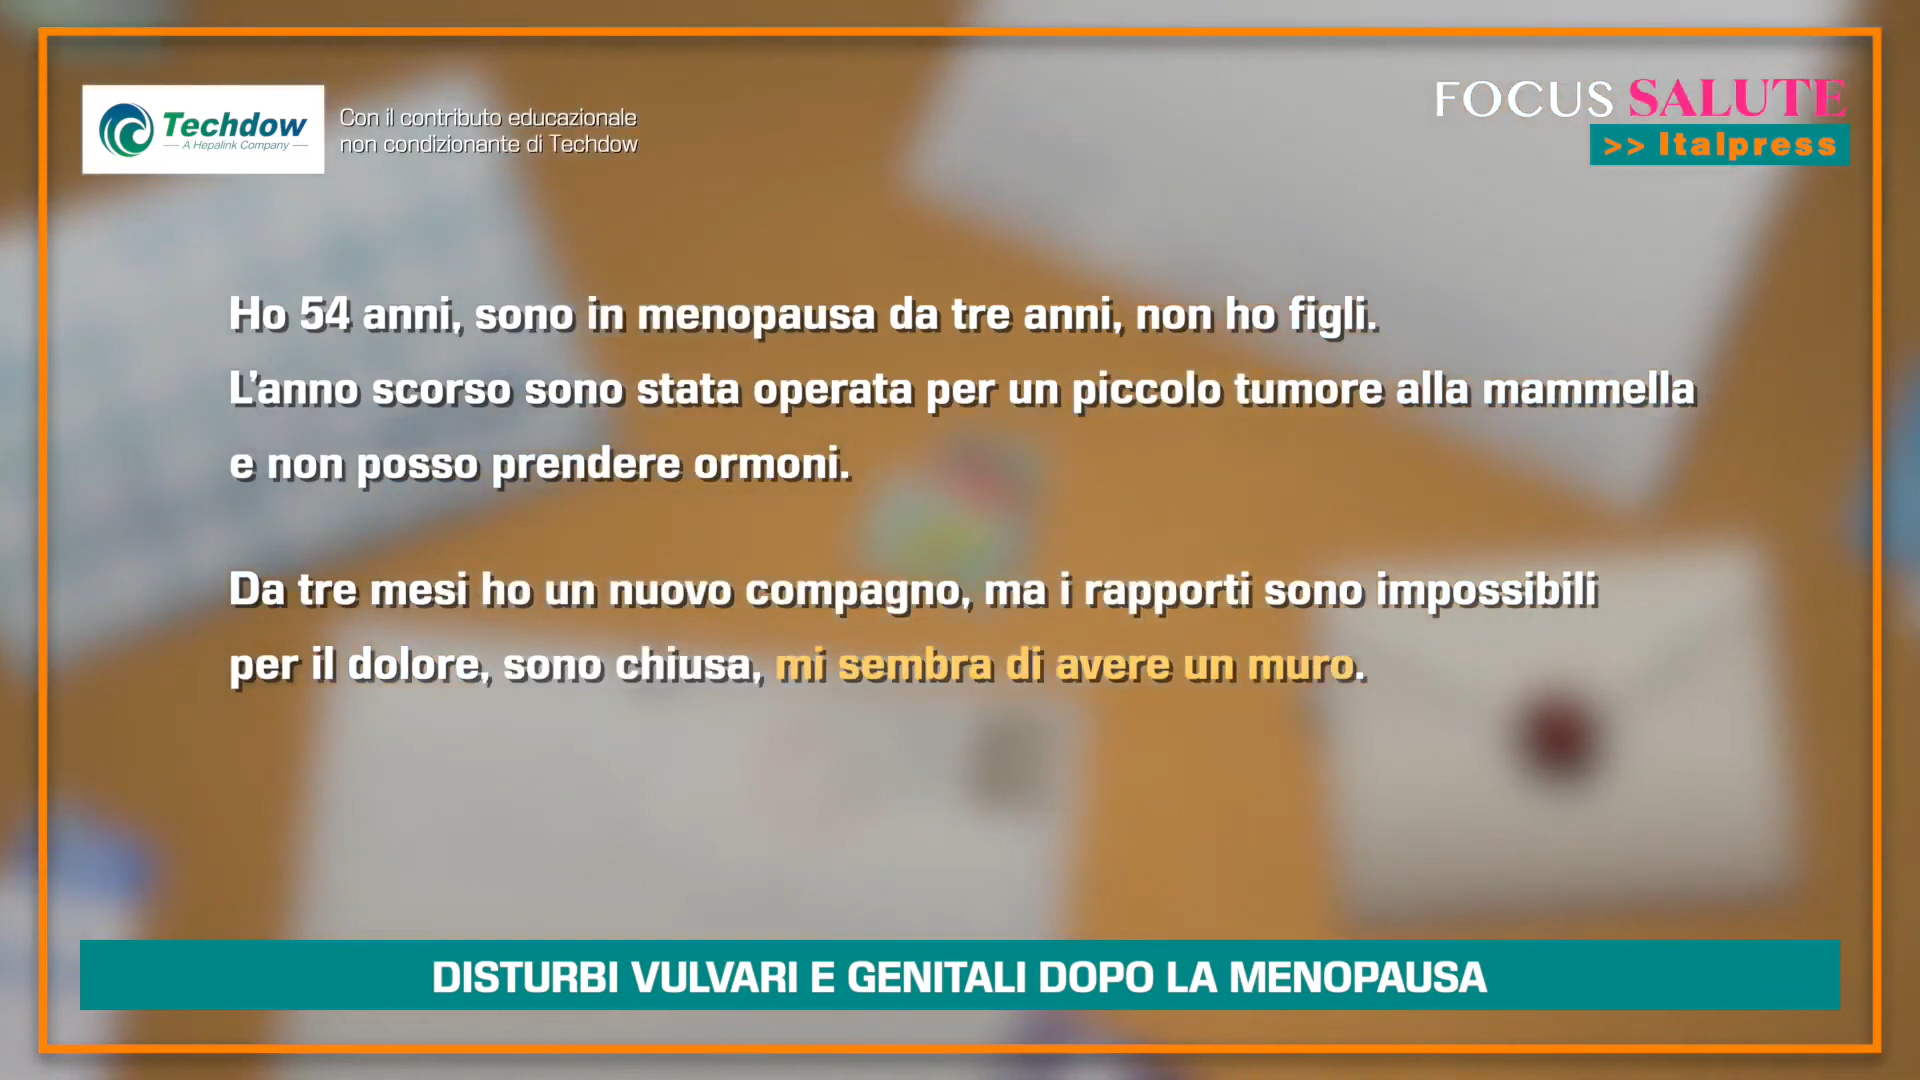 Techdow
A Hepalink Company
Con il contributo educazionale
non condizionante di Techdow
FOCUS SALUTE
>> Italpress
Ho 54 anni, sono in menopausa da tre anni, non ho figli.
L'anno scorso sono stata operata per un piccolo tumore alla mammella
e non posso prendere ormoni.
Da tre mesi ho un nuovo compagno, ma i rapporti sono impossibili
per il dolore, sono chiusa, mi sembra di avere un muro.
DISTURBI VULVARI E GENITALI DOPO LA MENOPAUSA